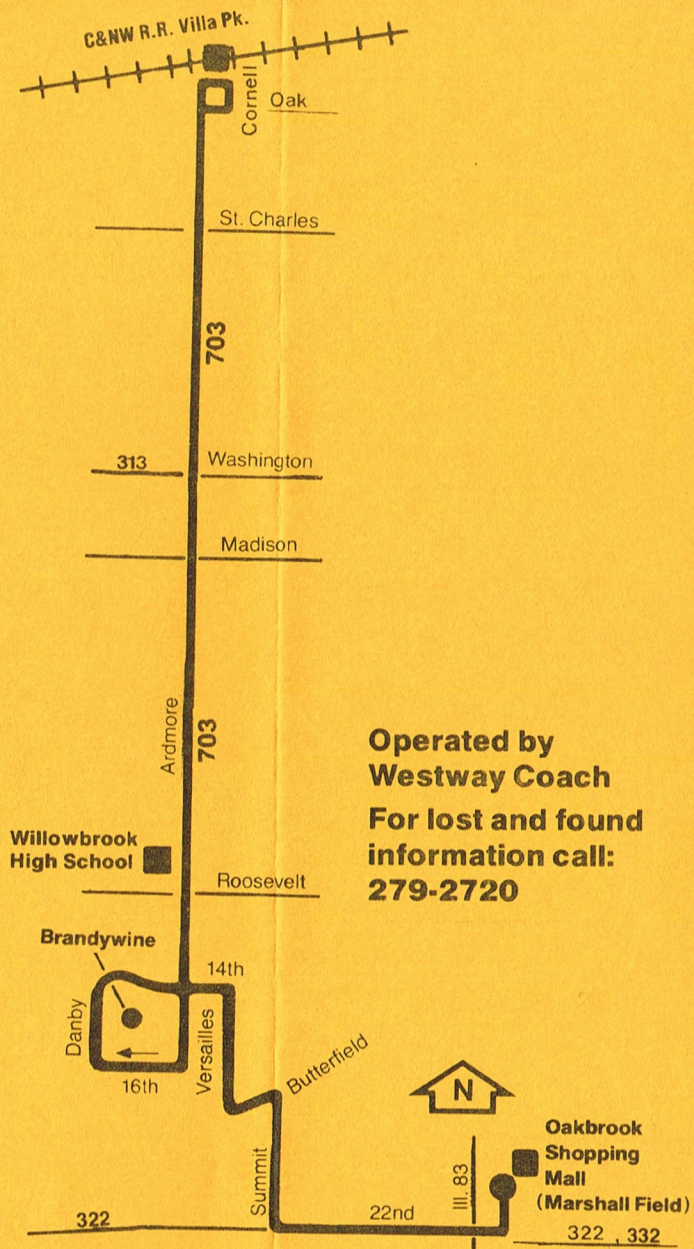 C&NW R.R. Villa Pk.
Cornell
Oak
St. Charles
703
313
Washington
Madison
Ardmore
703
Operated by
Westway Coach
For lost and found
information call:
279-2720
Willowbrook
High School
Roosevelt
Brandywine
14th
Danby
Versailles
16th
Butterfield
N
Oakbrook
Shopping
Mall
(Marshall Field)
Summit
Ill. 83
22nd
322
322 , 332